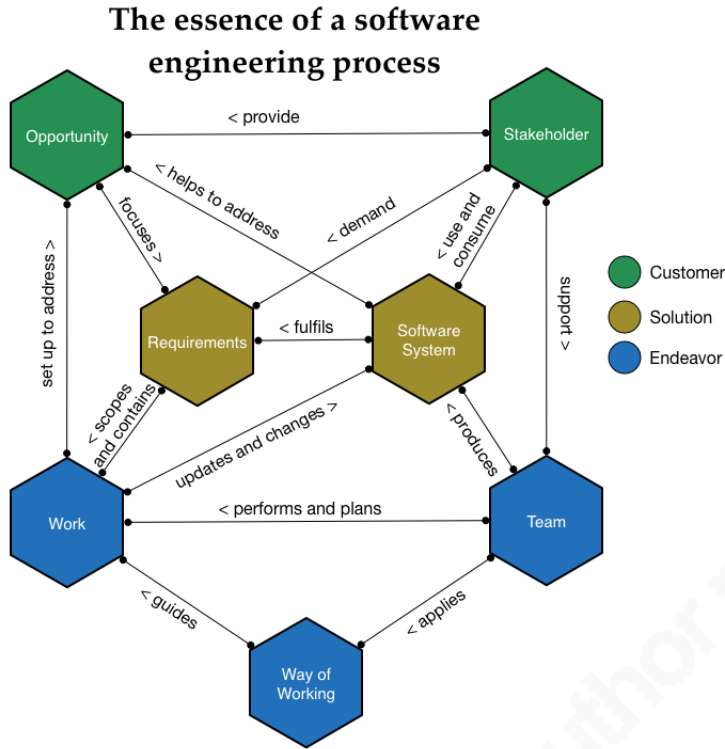 The essence of a software
engineering process
Opportunity
< provide
Stakeholder
< helps to address
focuses >
< demand
< use and
consume
set up to address >
support >
Customer
Solution
Endeavor
Requirements
< fulfils
Software
System
< scopes
and contains
updates and changes >
< produces
Work
< performs and plans
Team
< guides
< applies
Way of
Working